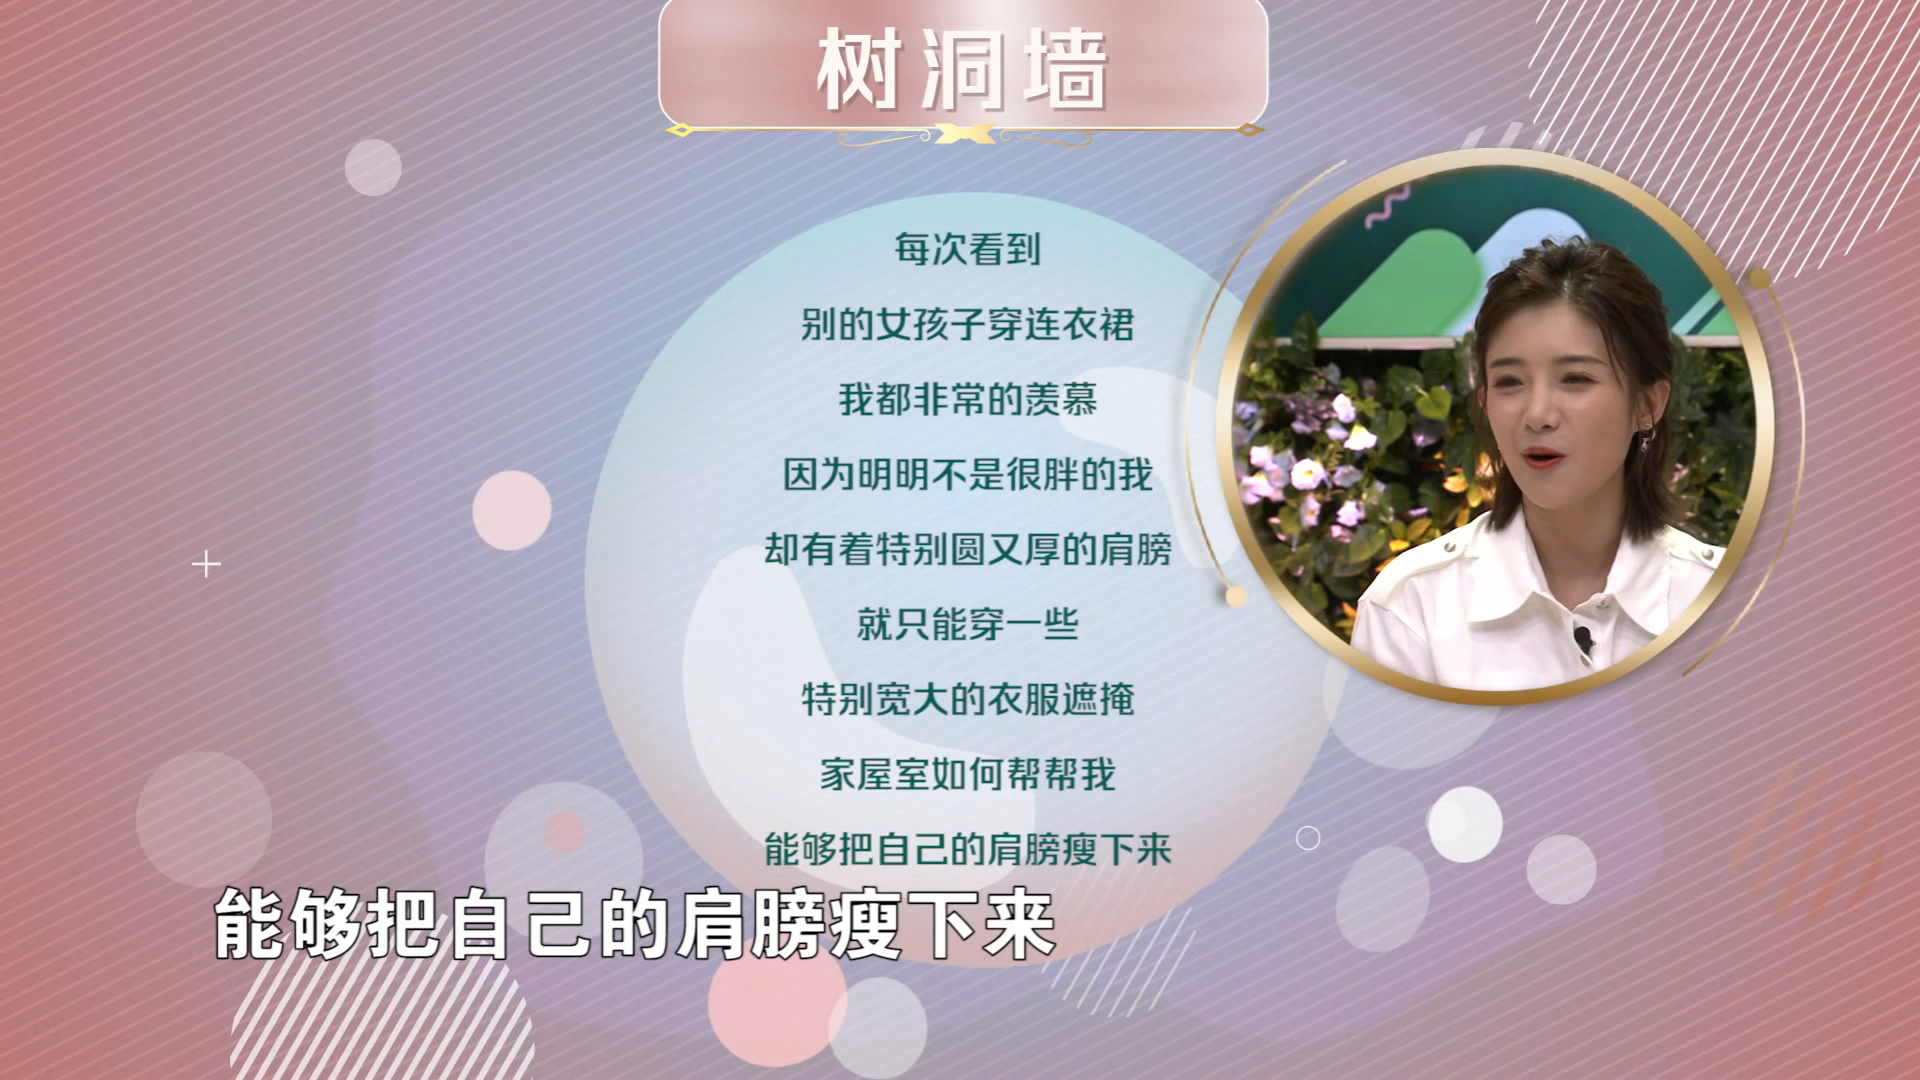 树洞墙
每次看到
别的女孩子穿连衣裙
我都非常的羡慕
因为明明不是很胖的我
却有着特别圆又厚的肩膀
就只能穿一些
特别宽大的衣服遮掩
家屋室如何帮帮我
能够把自己的肩膀瘦下来
能够把自己的肩膀瘦下来